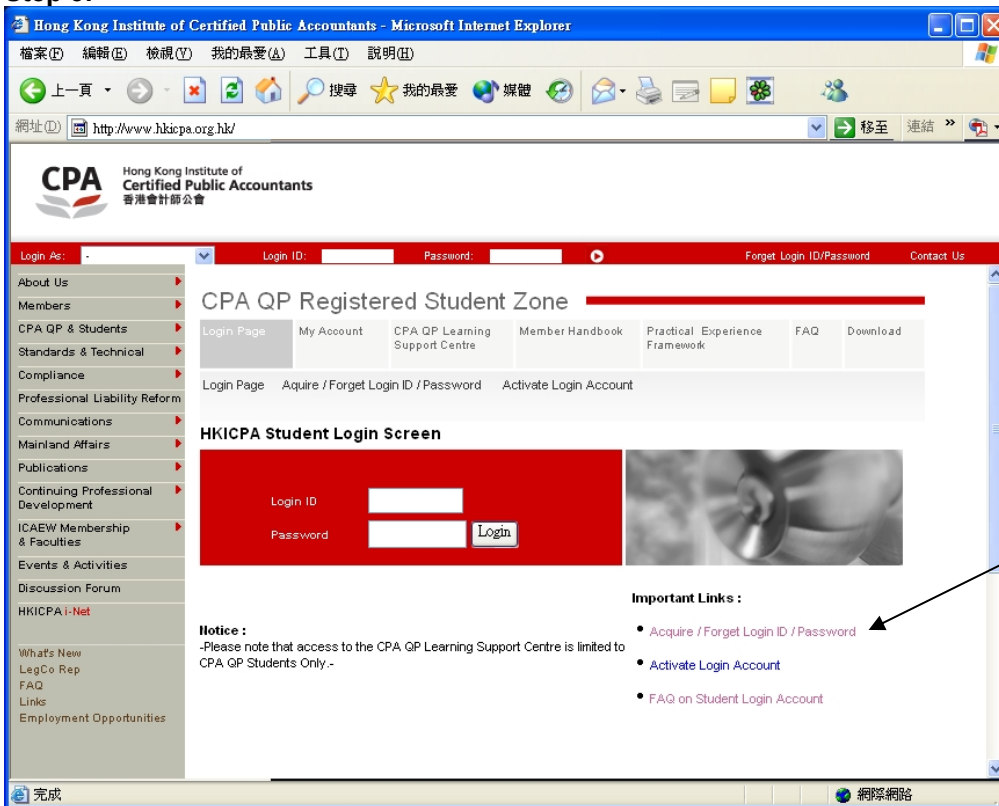 Hong Kong Institute of Certified Public Accountants - Microsoft Internet Explorer
檔案(F) 編輯(E) 檢視(V) 我的最愛(A) 工具(T) 說明(H)
上一頁 搜尋 我的最愛 媒體
網址(D) http://www.hkicpa.org.hk/ 移至 連結 »
CPA
Hong Kong Institute of
Certified Public Accountants
香港會計師公會
Login As: - Login ID: Password: Forget Login ID/Password Contact Us
About Us
Members
CPA QP & Students
Standards & Technical
Compliance
Professional Liability Reform
Communications
Mainland Affairs
Publications
Continuing Professional
Development
ICAEW Membership
& Faculties
Events & Activities
Discussion Forum
HKICPA i-Net
What's New
LegCo Rep
FAQ
Links
Employment Opportunities
CPA QP Registered Student Zone
Login Page My Account CPA QP Learning Member Handbook Practical Experience FAQ Download
Support Centre Framework
Login Page Aquire / Forget Login ID / Password Activate Login Account
HKICPA Student Login Screen
Login ID
Password Login
Important Links :
• Acquire / Forget Login ID / Password
• Activate Login Account
• FAQ on Student Login Account
Notice :
-Please note that access to the CPA QP Learning Support Centre is limited to
CPA QP Students Only.-
完成 網際網路